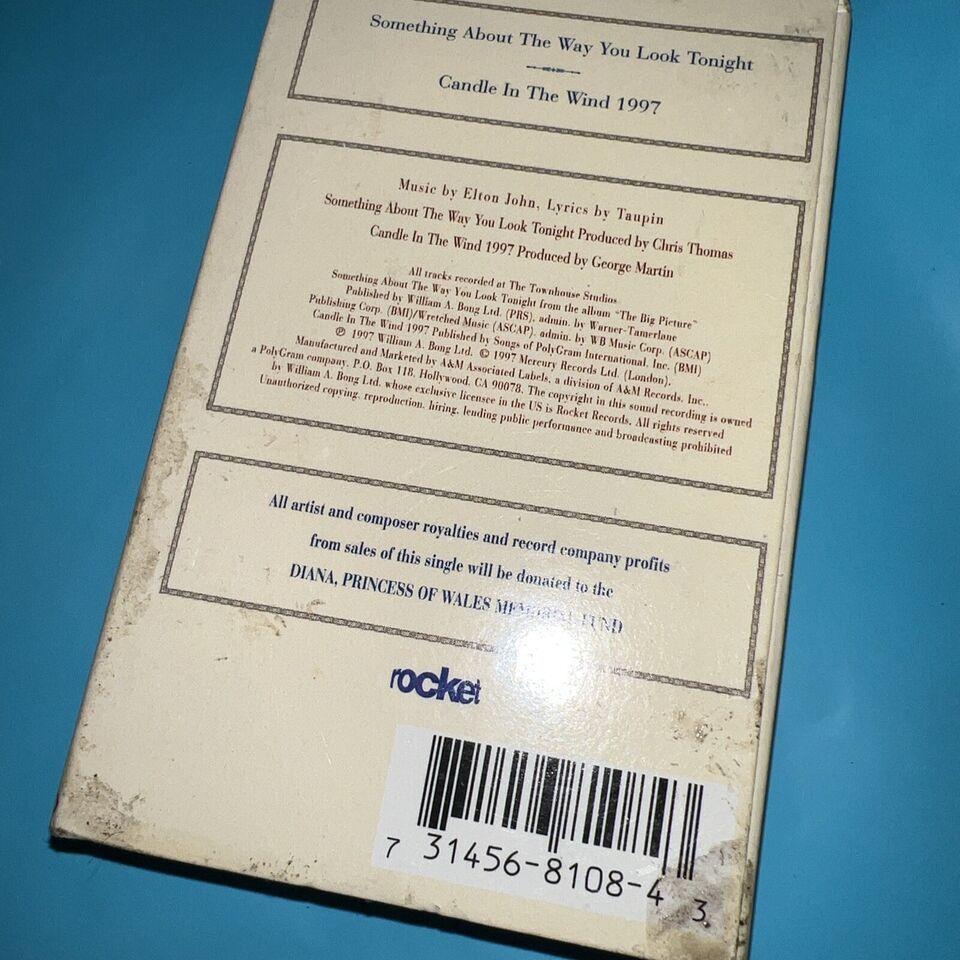 Something About The Way You Look Tonight
Candle In The Wind 1997
Music by Elton John, Lyrics by Taupin
Something About The Way You Look Tonight Produced by Chris Thomas
Candle In The Wind 1997 Produced by George Martin
All tracks recorded at The Townhouse Studios
Something About The Way You Look Tonight from the album "The Big Picture"
Published by William A. Bong Ltd. (PRS), admin. by Warner-Tamerlane
Publishing Corp. (BMI)/Wretched Music (ASCAP), admin. by WB Music Corp. (ASCAP)
Candle In The Wind 1997 Published by Songs of PolyGram International, Inc. (BMI)
℗ 1997 William A. Bong Ltd. © 1997 Mercury Records Ltd. (London).
Manufactured and Marketed by A&M Associated Labels, a division of A&M Records, Inc.,
a PolyGram company. P.O. Box 118, Hollywood, CA 90078. The copyright in this sound recording is owned
by William A. Bong Ltd. whose exclusive licensee in the US is Rocket Records. All rights reserved
Unauthorized copying, reproduction, hiring, lending public performance and broadcasting prohibited
All artist and composer royalties and record company profits
from sales of this single will be donated to the
DIANA, PRINCESS OF WALES MEMORIAL FUND
rocket
7 31456-8108-4 3